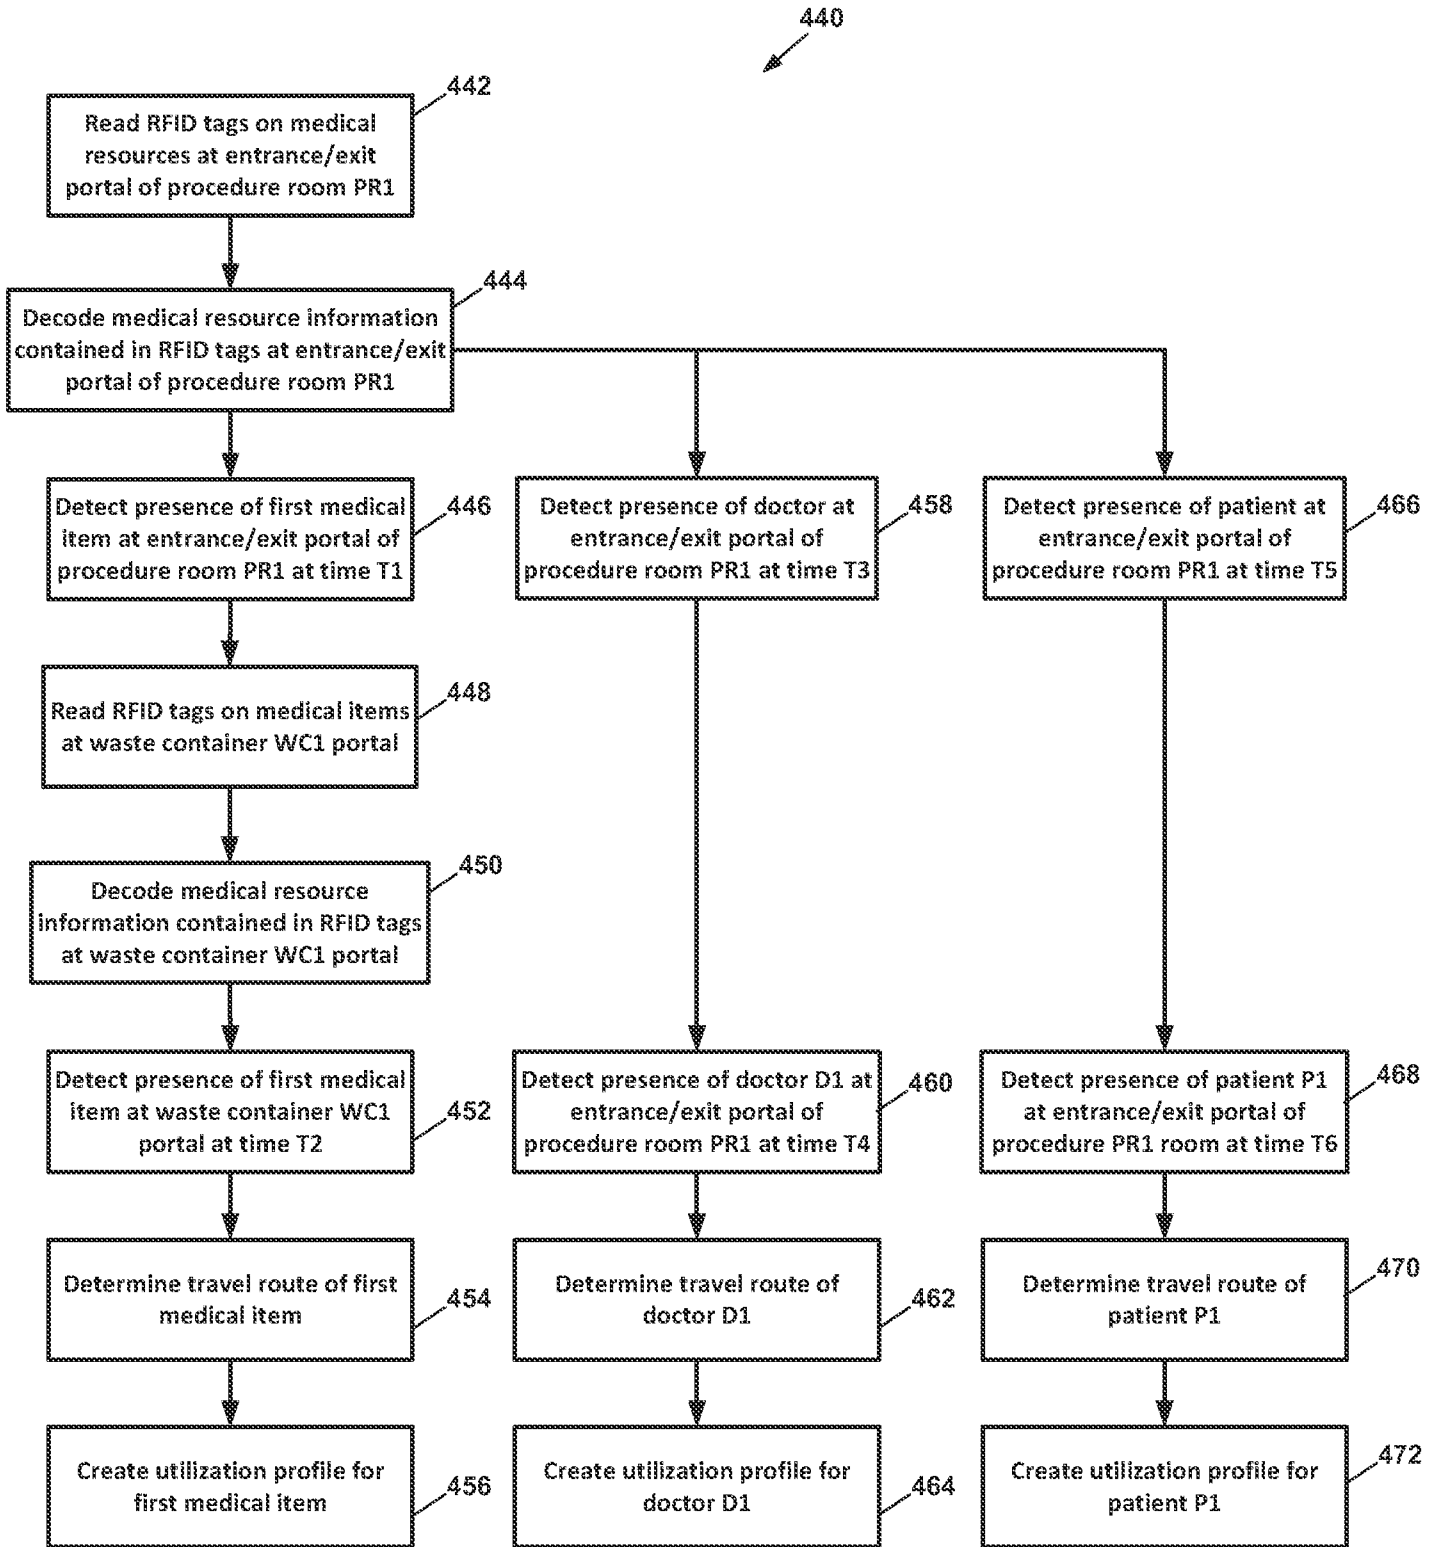 440
442
Read RFID tags on medical
resources at entrance/exit
portal of procedure room PR1
444
Decode medical resource information
contained in RFID tags at entrance/exit
portal of procedure room PR1
Detect presence of first medical
item at entrance/exit portal of
procedure room PR1 at time T1
446
Detect presence of doctor at
entrance/exit portal of
procedure room PR1 at time T3
458
Detect presence of patient at
entrance/exit portal of
procedure room PR1 at time T5
466
448
Read RFID tags on medical items
at waste container WC1 portal
450
Decode medical resource
information contained in RFID tags
at waste container WC1 portal
Detect presence of first medical
item at waste container WC1
portal at time T2
452
Detect presence of doctor D1 at
entrance/exit portal of
procedure room PR1 at time T4
460
Detect presence of patient P1
at entrance/exit portal of
procedure PR1 room at time T6
468
Determine travel route of first
medical item
454
Determine travel route of
doctor D1
462
Determine travel route of
patient P1
470
Create utilization profile for
first medical item
456
Create utilization profile for
doctor D1
464
Create utilization profile for
patient P1
472